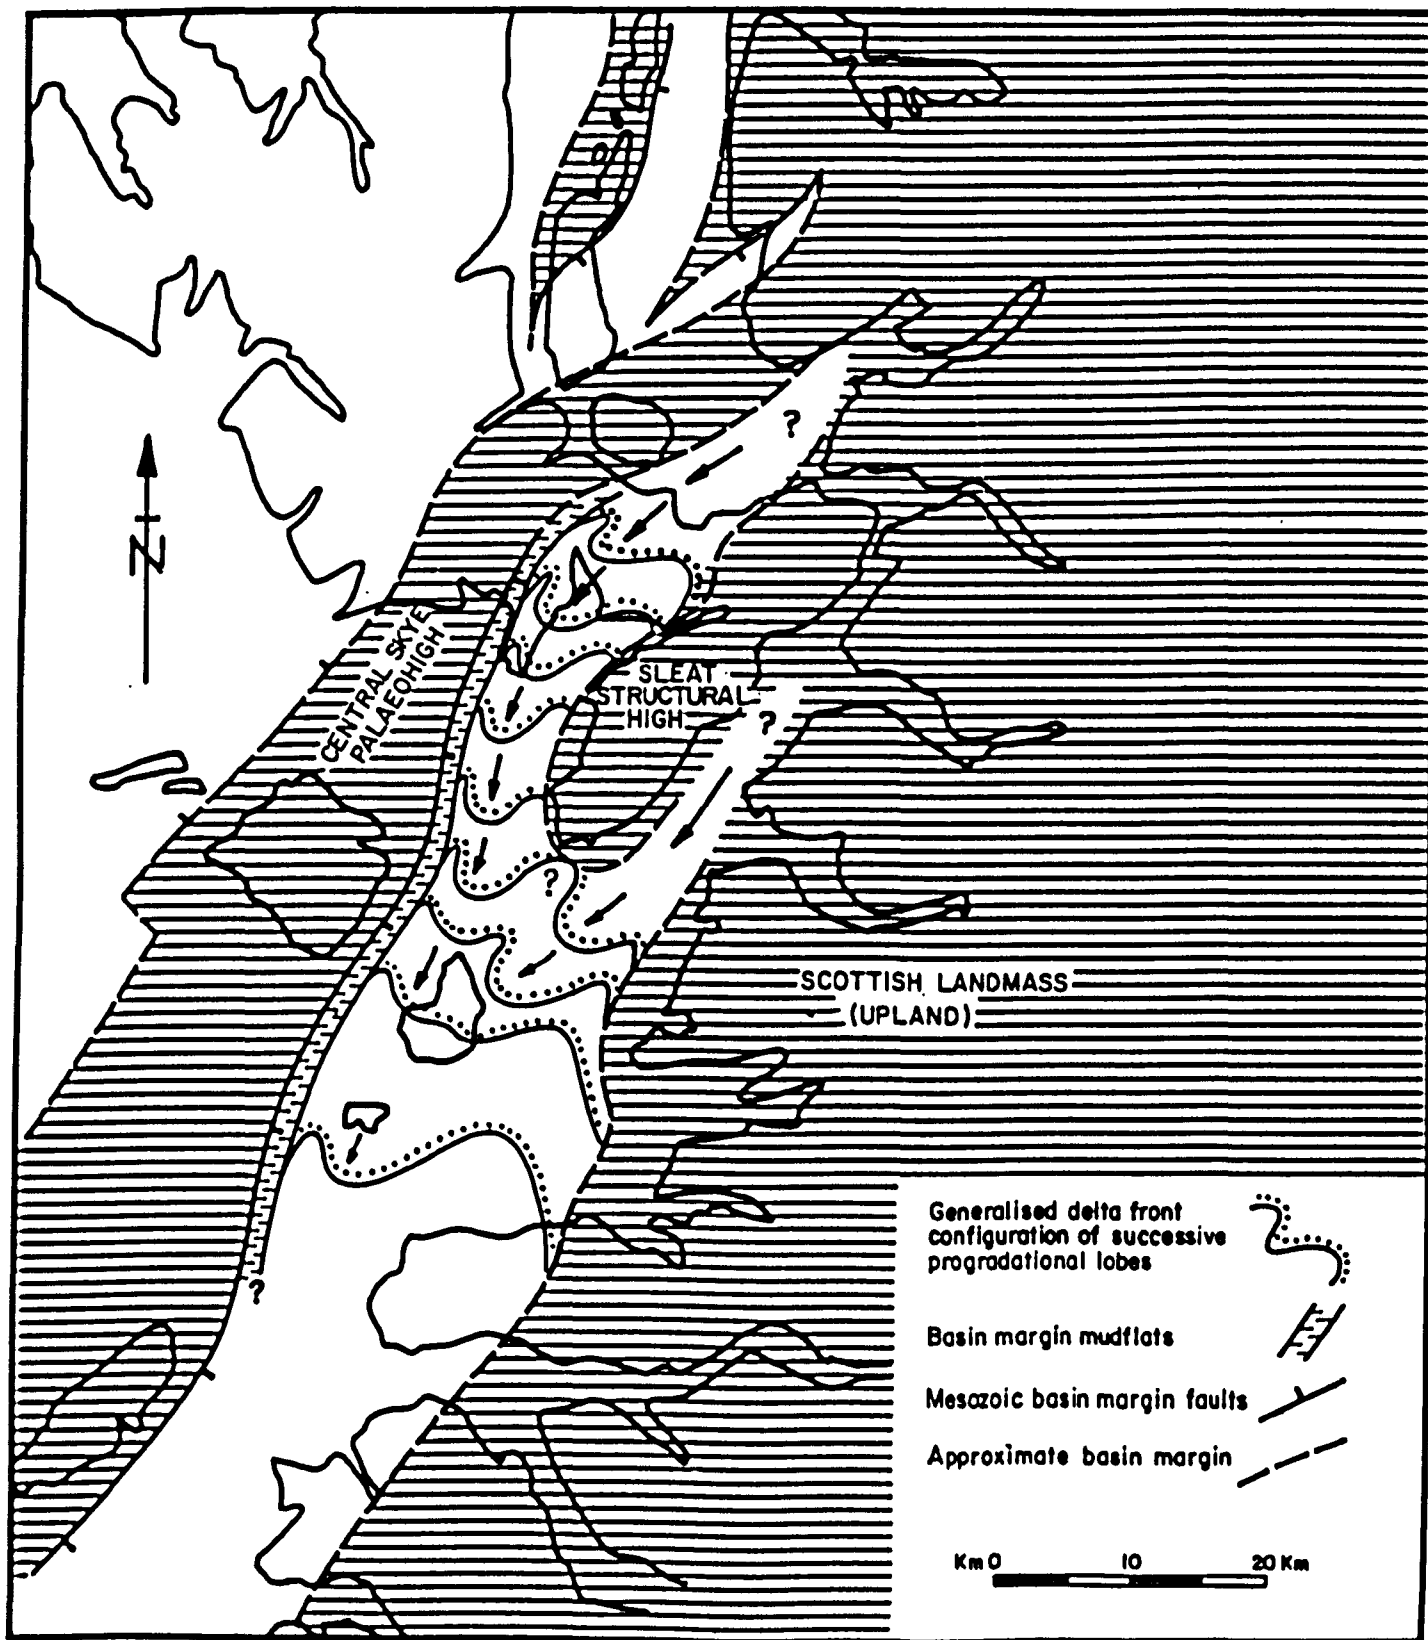 ?
N
CENTRAL SKYE
PALAEOHIGH
SLEAT
STRUCTURAL
HIGH
?
?
SCOTTISH LANDMASS
(UPLAND)
?
Generalised delta front
configuration of successive
progradational lobes
Basin margin mudflats
Mesozoic basin margin faults
Approximate basin margin
Km 0 10 20 Km